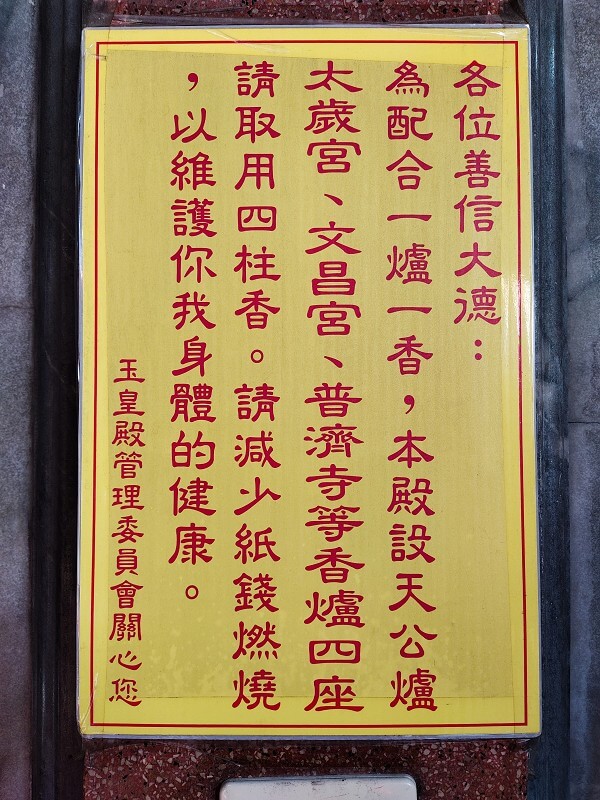 各位善信大德：
為配合一爐一香，本殿設天公爐
太歲宮、文昌宮、普濟寺等香爐四座
請取用四柱香。請減少紙錢燃燒
，以維護你我身體的健康。
玉皇殿管理委員會關心您